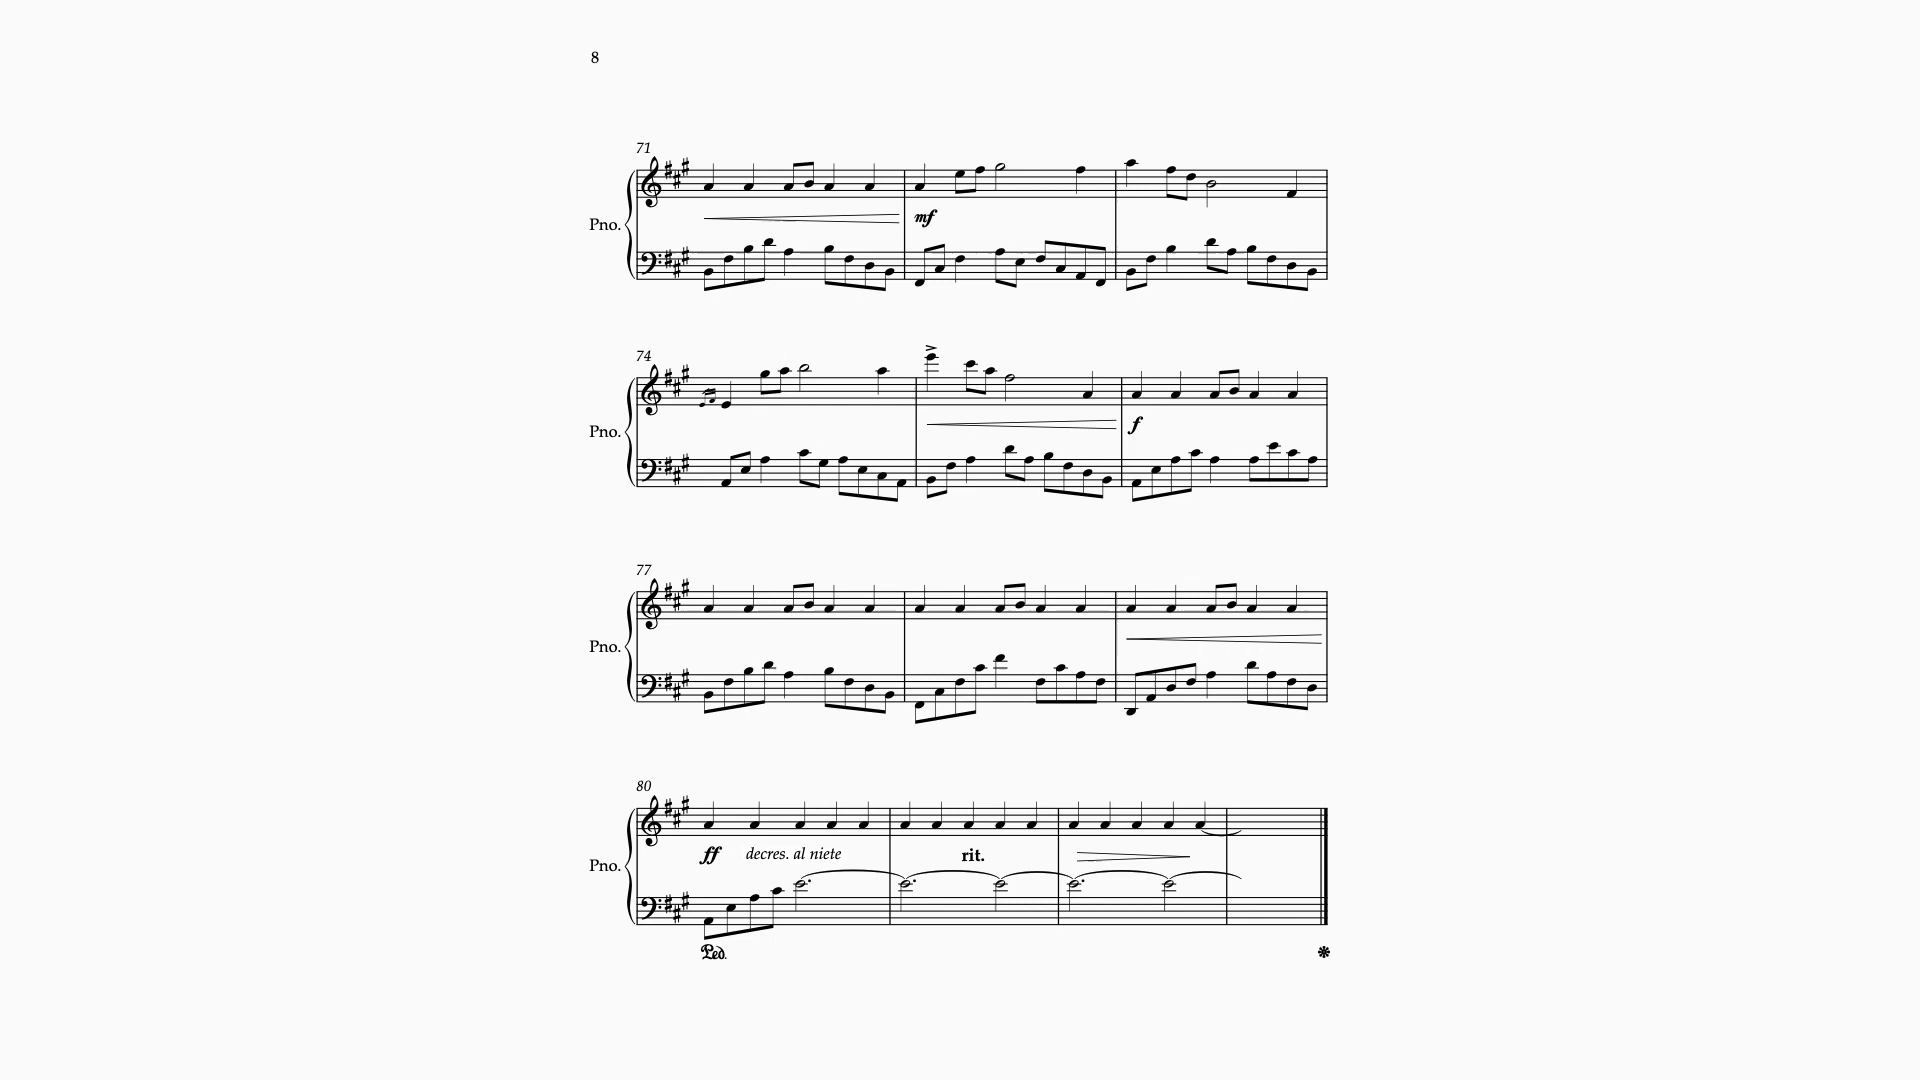 8
71
mf
Pno.
74
f
Pno.
77
Pno.
80
ff decres. al niete rit.
Pno.
Ped.